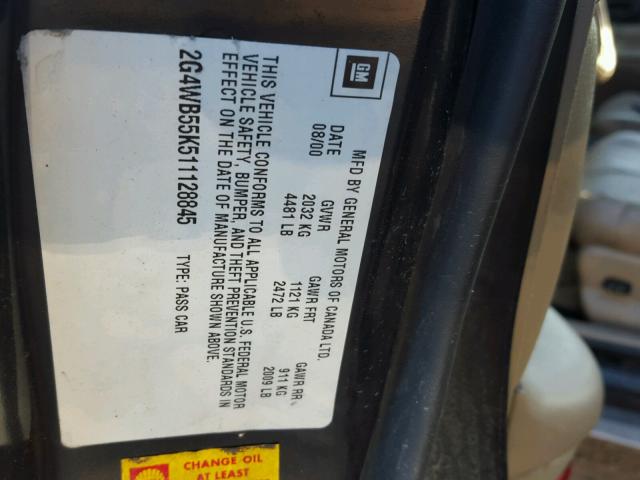 GM
MFD BY GENERAL MOTORS OF CANADA LTD.
DATE GVWR GAWR FRT GAWR RR
08/00 2032 KG 1121 KG 911 KG
4481 LB 2472 LB 2009 LB
THIS VEHICLE CONFORMS TO ALL APPLICABLE U.S. FEDERAL MOTOR
VEHICLE SAFETY, BUMPER, AND THEFT PREVENTION STANDARDS IN
EFFECT ON THE DATE OF MANUFACTURE SHOWN ABOVE.
2G4WB55K511128845 TYPE: PASS CAR
CHANGE OIL
AT LEAST